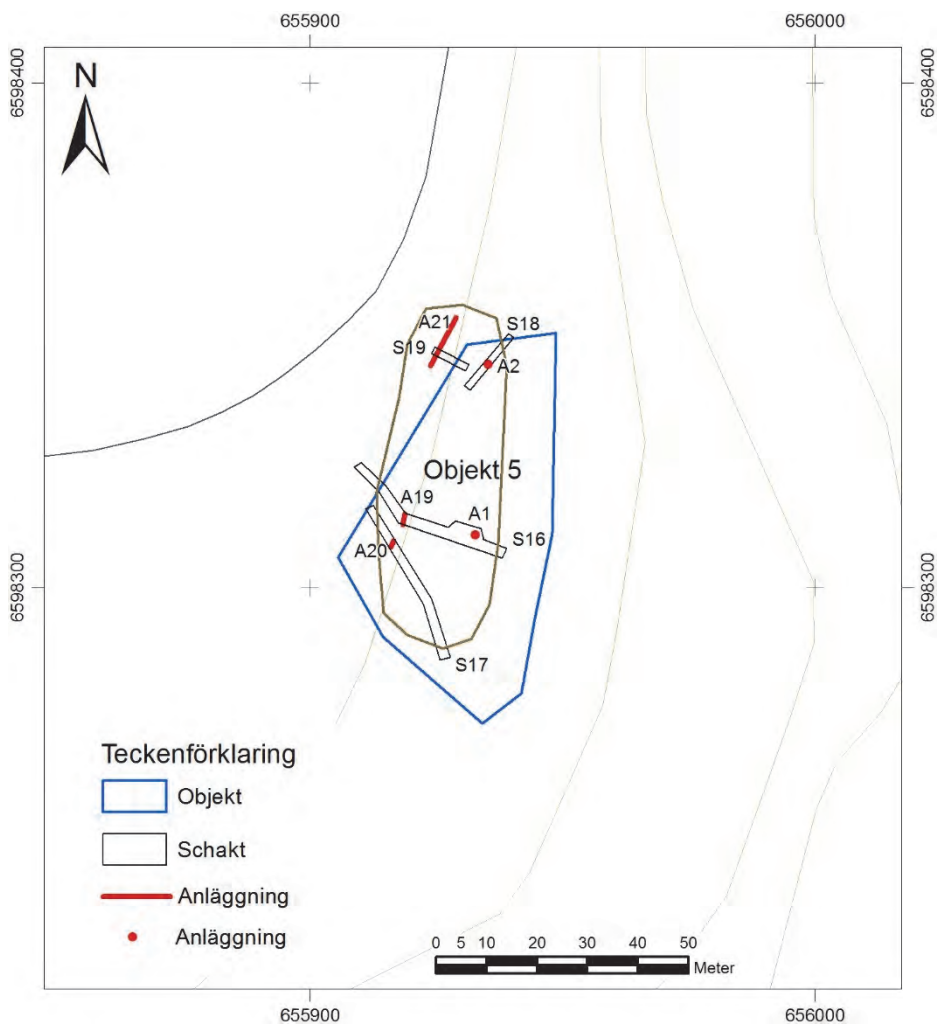 655900
656000
6598400
6598400
N
S18
A21
S19
A2
Objekt 5
A19
A1
S16
A20
6598300
6598300
S17
Teckenförklaring
Objekt
Schakt
Anläggning
Anläggning
0 5 10 20 30 40 50
Meter
655900
656000